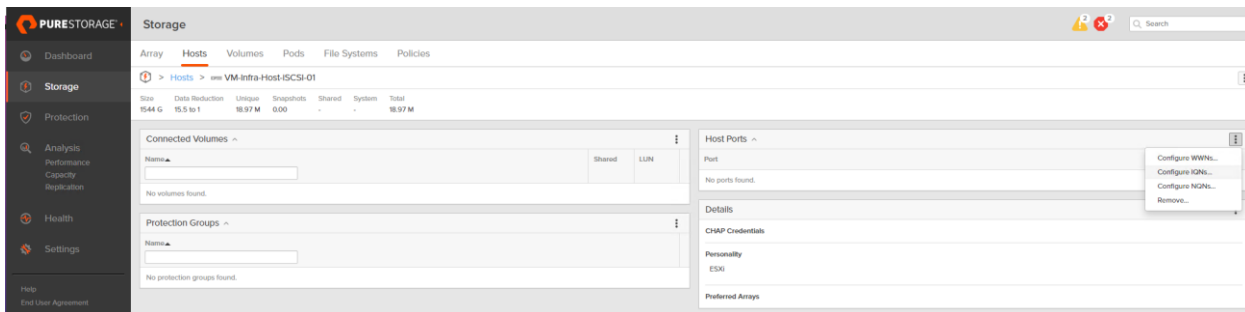 PURESTORAGE®
Storage
2
2
Search
Dashboard
Storage
Protection
Analysis
Performance
Capacity
Replication
Health
Settings
Help
End User Agreement
Array Hosts Volumes Pods File Systems Policies
> Hosts > VM-Infra-Host-iSCSI-01
Size Data Reduction Unique Snapshots Shared System Total
1544 G 15.5 to 1 18.97 M 0.00 - - 18.97 M
Connected Volumes
Name Shared LUN
No volumes found.
Protection Groups
Name
No protection groups found.
Host Ports
Port
No ports found.
Configure WWNs...
Configure IQNs...
Configure NQNs...
Remove...
Details
CHAP Credentials
Personality
ESXi
Preferred Arrays